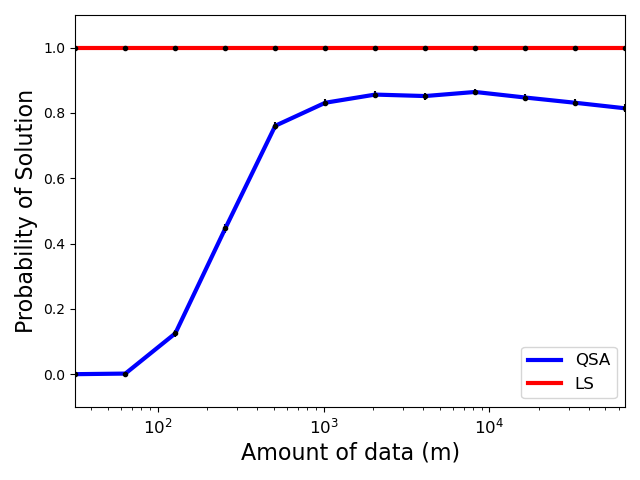 Probability of Solution
1.0
0.8
0.6
0.4
0.2
0.0
10²
10³
10⁴
Amount of data (m)
QSA
LS